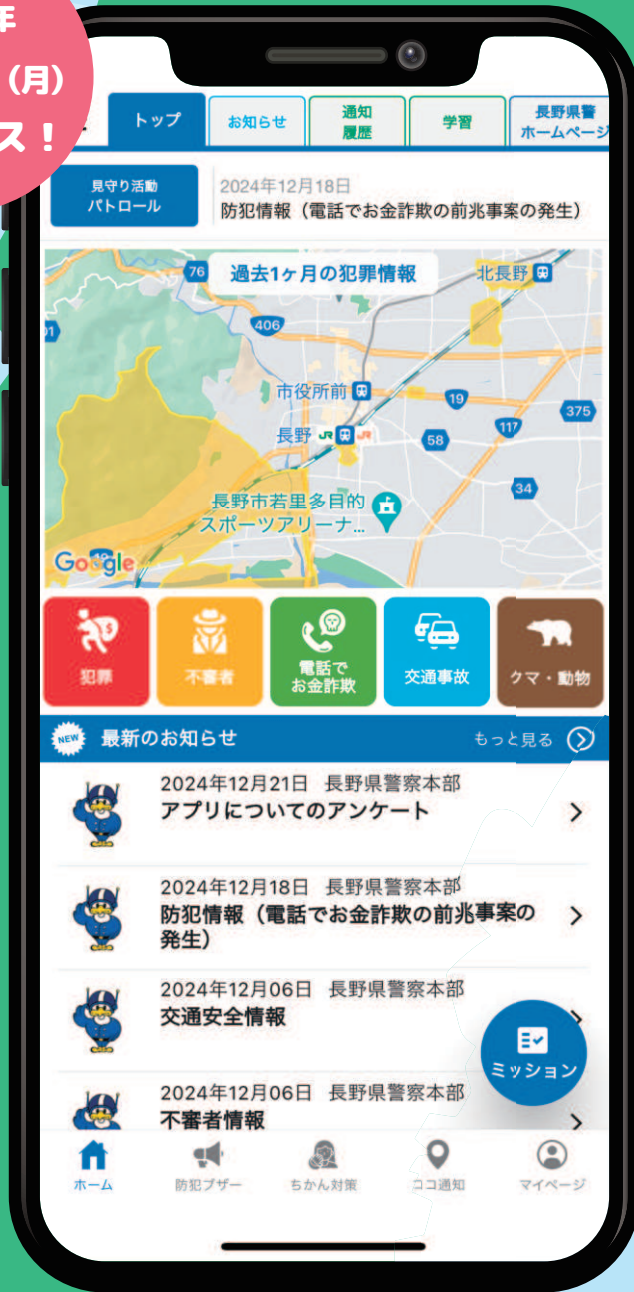 年
（月）
ス！
トップ
お知らせ
通知
履歴
学習
長野県警
ホームページ
見守り活動
パトロール
2024年12月18日
防犯情報（電話でお金詐欺の前兆事案の発生）
過去1ヶ月の犯罪情報
76
北長野
406
市役所前
19
375
長野
JR
JR
117
58
34
長野市若里多目的
スポーツアリーナ...
Google
犯罪
不審者
電話で
お金詐欺
交通事故
クマ・動物
NEW
最新のお知らせ
もっと見る
2024年12月21日 長野県警察本部
アプリについてのアンケート
2024年12月18日 長野県警察本部
防犯情報（電話でお金詐欺の前兆事案の
発生）
2024年12月06日 長野県警察本部
交通安全情報
ミッション
2024年12月06日 長野県警察本部
不審者情報
ホーム
防犯ブザー
ちかん対策
ココ通知
マイページ